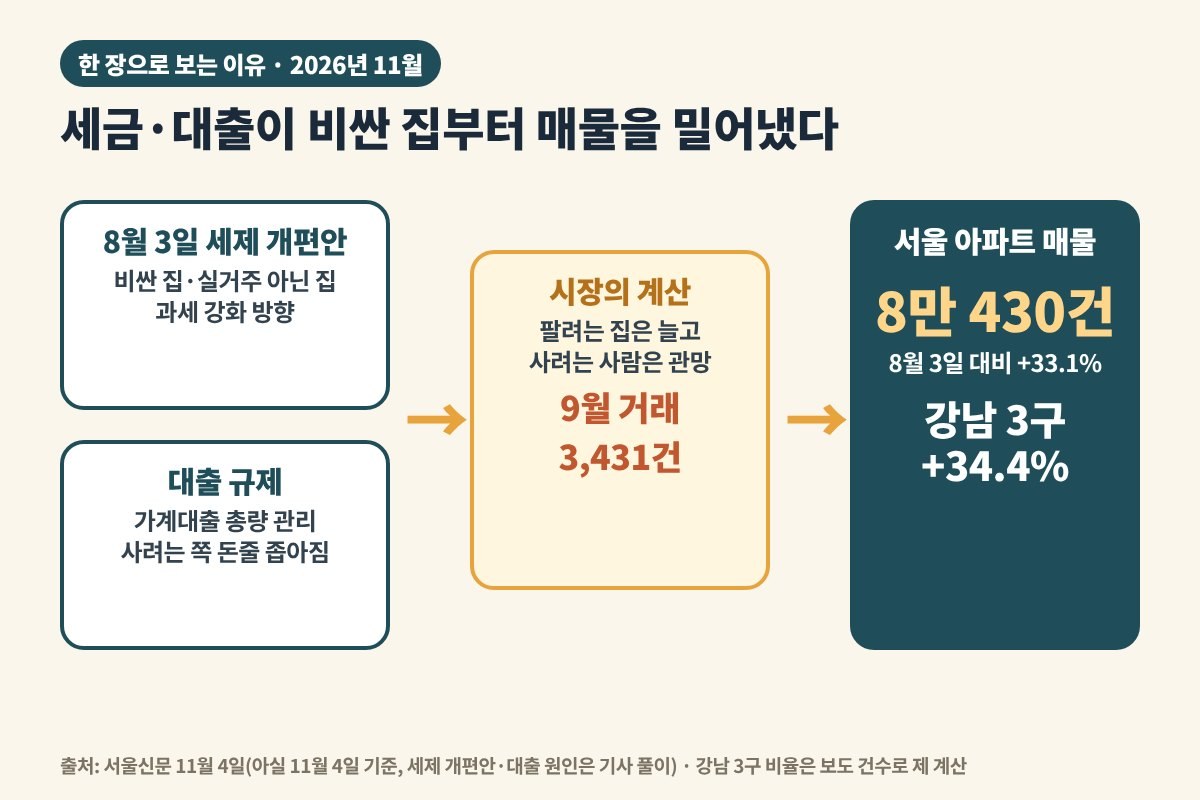 한 장으로 보는 이유 · 2026년 11월
세금·대출이 비싼 집부터 매물을 밀어냈다
8월 3일 세제 개편안
비싼 집·실거주 아닌 집
과세 강화 방향
대출 규제
가계대출 총량 관리
사려는 쪽 돈줄 좁아짐
→
시장의 계산
팔려는 집은 늘고
사려는 사람은 관망
9월 거래
3,431건
→
서울 아파트 매물
8만 430건
8월 3일 대비 +33.1%
강남 3구
+34.4%
출처: 서울신문 11월 4일(아실 11월 4일 기준, 세제 개편안·대출 원인은 기사 풀이) · 강남 3구 비율은 보도 건수로 제 계산